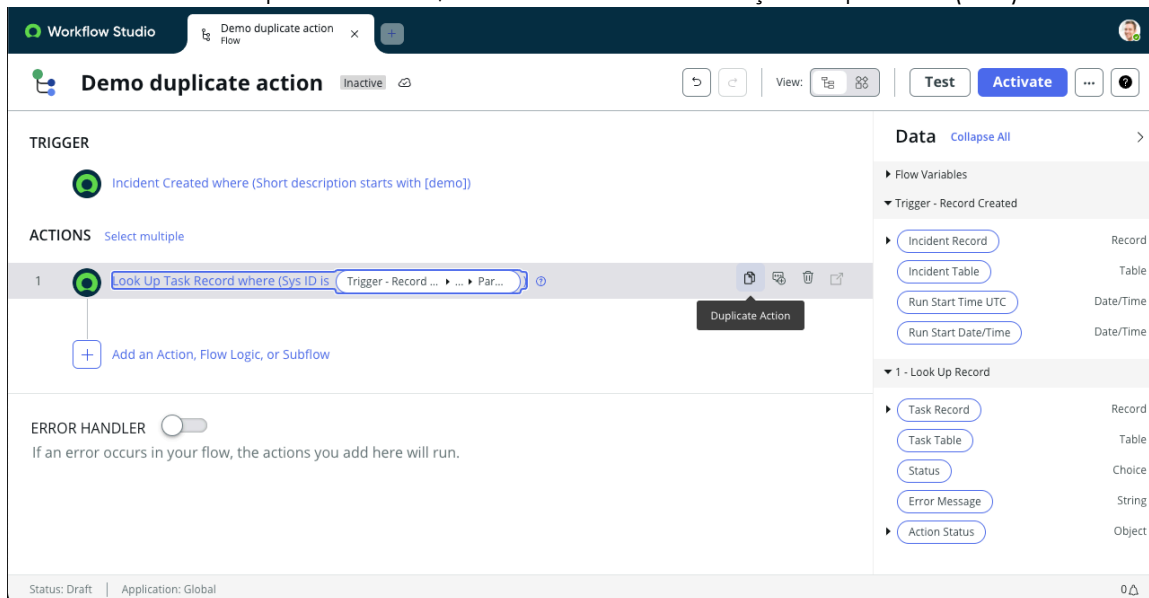 Workflow Studio
Demo duplicate action
Flow
Demo duplicate action Inactive
View:
Test Activate
TRIGGER
Incident Created where (Short description starts with [demo])
ACTIONS Select multiple
1 Look Up Task Record where (Sys ID is Trigger - Record ... ▸ ... ▸ Par... )
Duplicate Action
Add an Action, Flow Logic, or Subflow
ERROR HANDLER
If an error occurs in your flow, the actions you add here will run.
Data Collapse All
Flow Variables
Trigger - Record Created
Incident Record Record
Incident Table Table
Run Start Time UTC Date/Time
Run Start Date/Time Date/Time
1 - Look Up Record
Task Record Record
Task Table Table
Status Choice
Error Message String
Action Status Object
Status: Draft | Application: Global
0